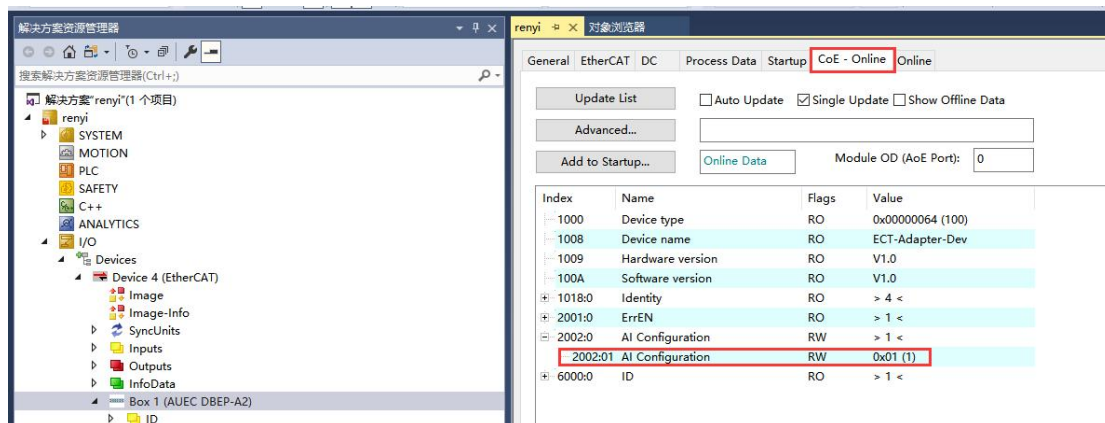 解决方案资源管理器
搜索解决方案资源管理器(Ctrl+;)
解决方案"renyi"(1 个项目)
renyi
SYSTEM
MOTION
PLC
SAFETY
C++
ANALYTICS
I/O
Devices
Device 4 (EtherCAT)
Image
Image-Info
SyncUnits
Inputs
Outputs
InfoData
Box 1 (AUEC DBEP-A2)
ID
renyi 对象浏览器
General EtherCAT DC Process Data Startup CoE - Online Online
Update List Auto Update Single Update Show Offline Data
Advanced...
Add to Startup... Online Data Module OD (AoE Port): 0
Index Name Flags Value
1000 Device type RO 0x00000064 (100)
1008 Device name RO ECT-Adapter-Dev
1009 Hardware version RO V1.0
100A Software version RO V1.0
1018:0 Identity RO > 4 <
2001:0 ErrEN RO > 1 <
2002:0 AI Configuration RW > 1 <
2002:01 AI Configuration RW 0x01 (1)
6000:0 ID RO > 1 <